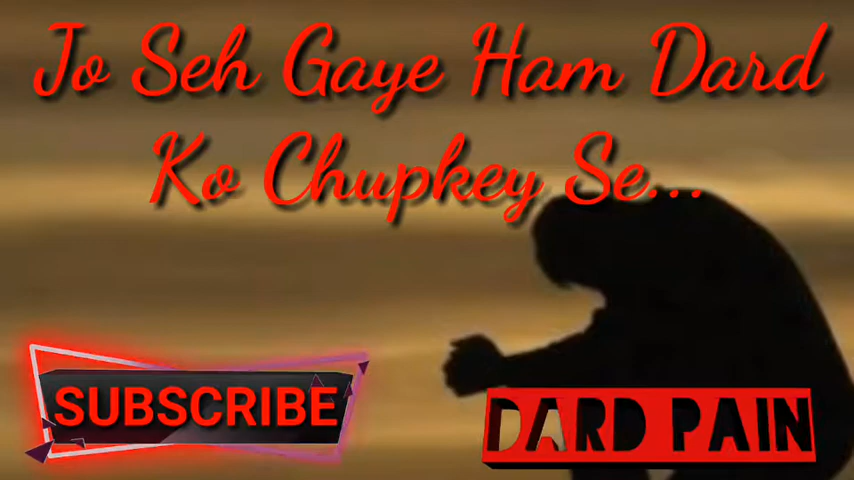 Jo Seh Gaye Ham Dard
Ko Chupkey Se...
SUBSCRIBE
DARD PAIN